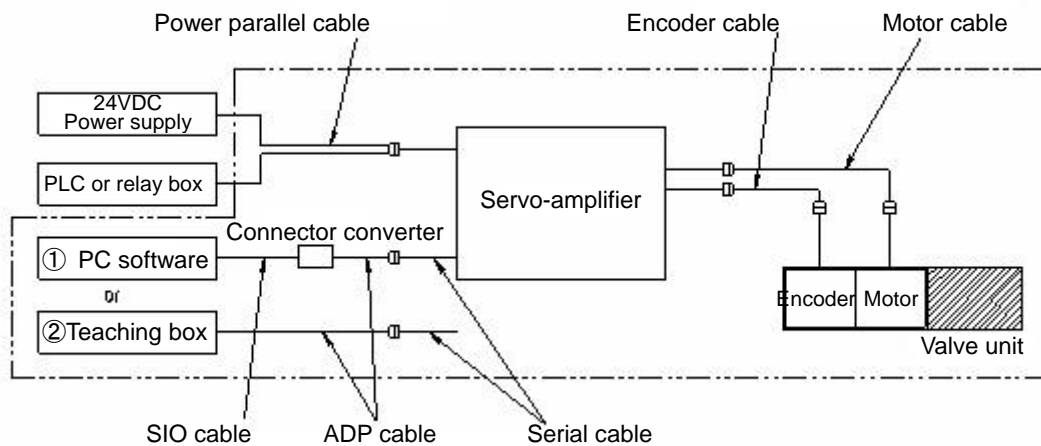 Power parallel cable
Encoder cable
Motor cable
24VDC
Power supply
PLC or relay box
Servo-amplifier
Connector converter
① PC software
or
②Teaching box
Encoder
Motor
Valve unit
SIO cable
ADP cable
Serial cable